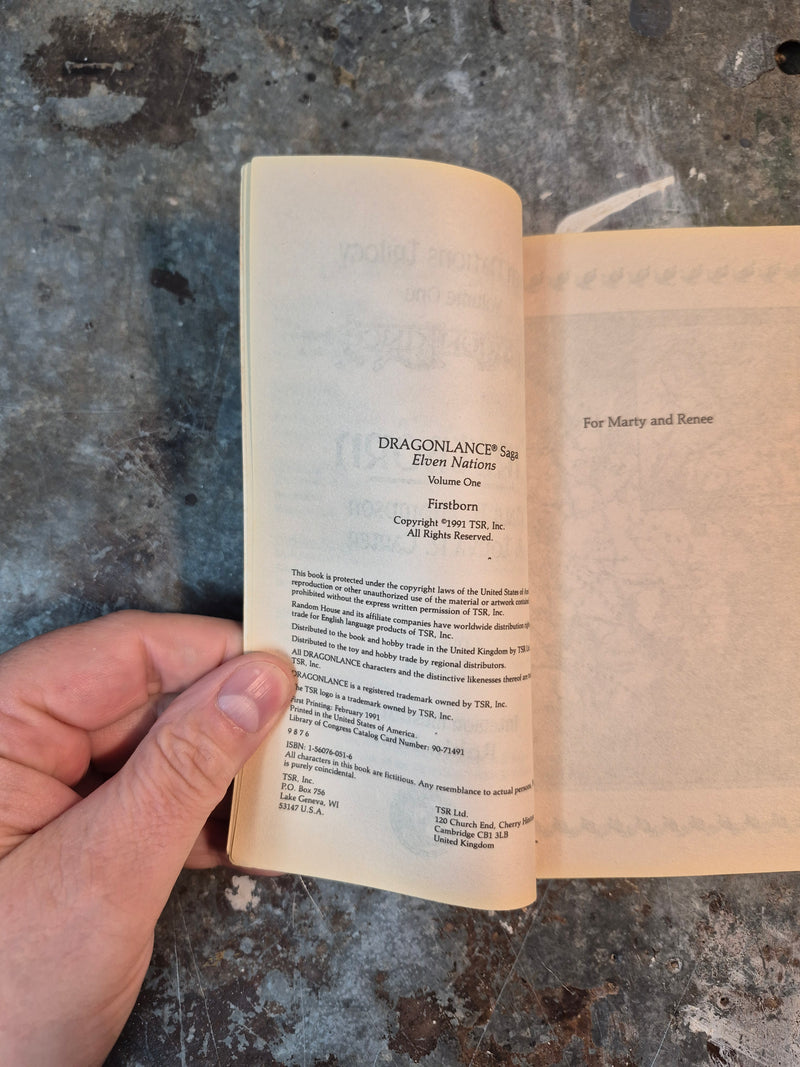 DRAGONLANCE® Saga
Elven Nations
Volume One
Firstborn
Copyright ©1991 TSR, Inc.
All Rights Reserved.
This book is protected under the copyright laws of the United States of
reproduction or other unauthorized use of the material or artwork
prohibited without the express written permission of TSR, Inc.
Random House and its affiliate companies have worldwide distribution
trade for English language products of TSR, Inc.
Distributed to the book and hobby trade in the United Kingdom by TSR
Distributed to the toy and hobby trade by regional distributors.
All DRAGONLANCE characters and the distinctive likenesses thereof are
TSR, Inc.
DRAGONLANCE is a registered trademark owned by TSR, Inc.
The TSR logo is a trademark owned by TSR, Inc.
First Printing: February 1991
Printed in the United States of America.
Library of Congress Catalog Card Number: 90-71491
9 8 7 6
ISBN: 1-56076-051-6
All characters in this book are fictitious. Any resemblance to actual persons
is purely coincidental.
TSR, Inc.
P.O. Box 756
Lake Geneva, WI
53147 U.S.A.
TSR Ltd.
120 Church End, Cherry
Cambridge CB1 3LB
United Kingdom
For Marty and Renee